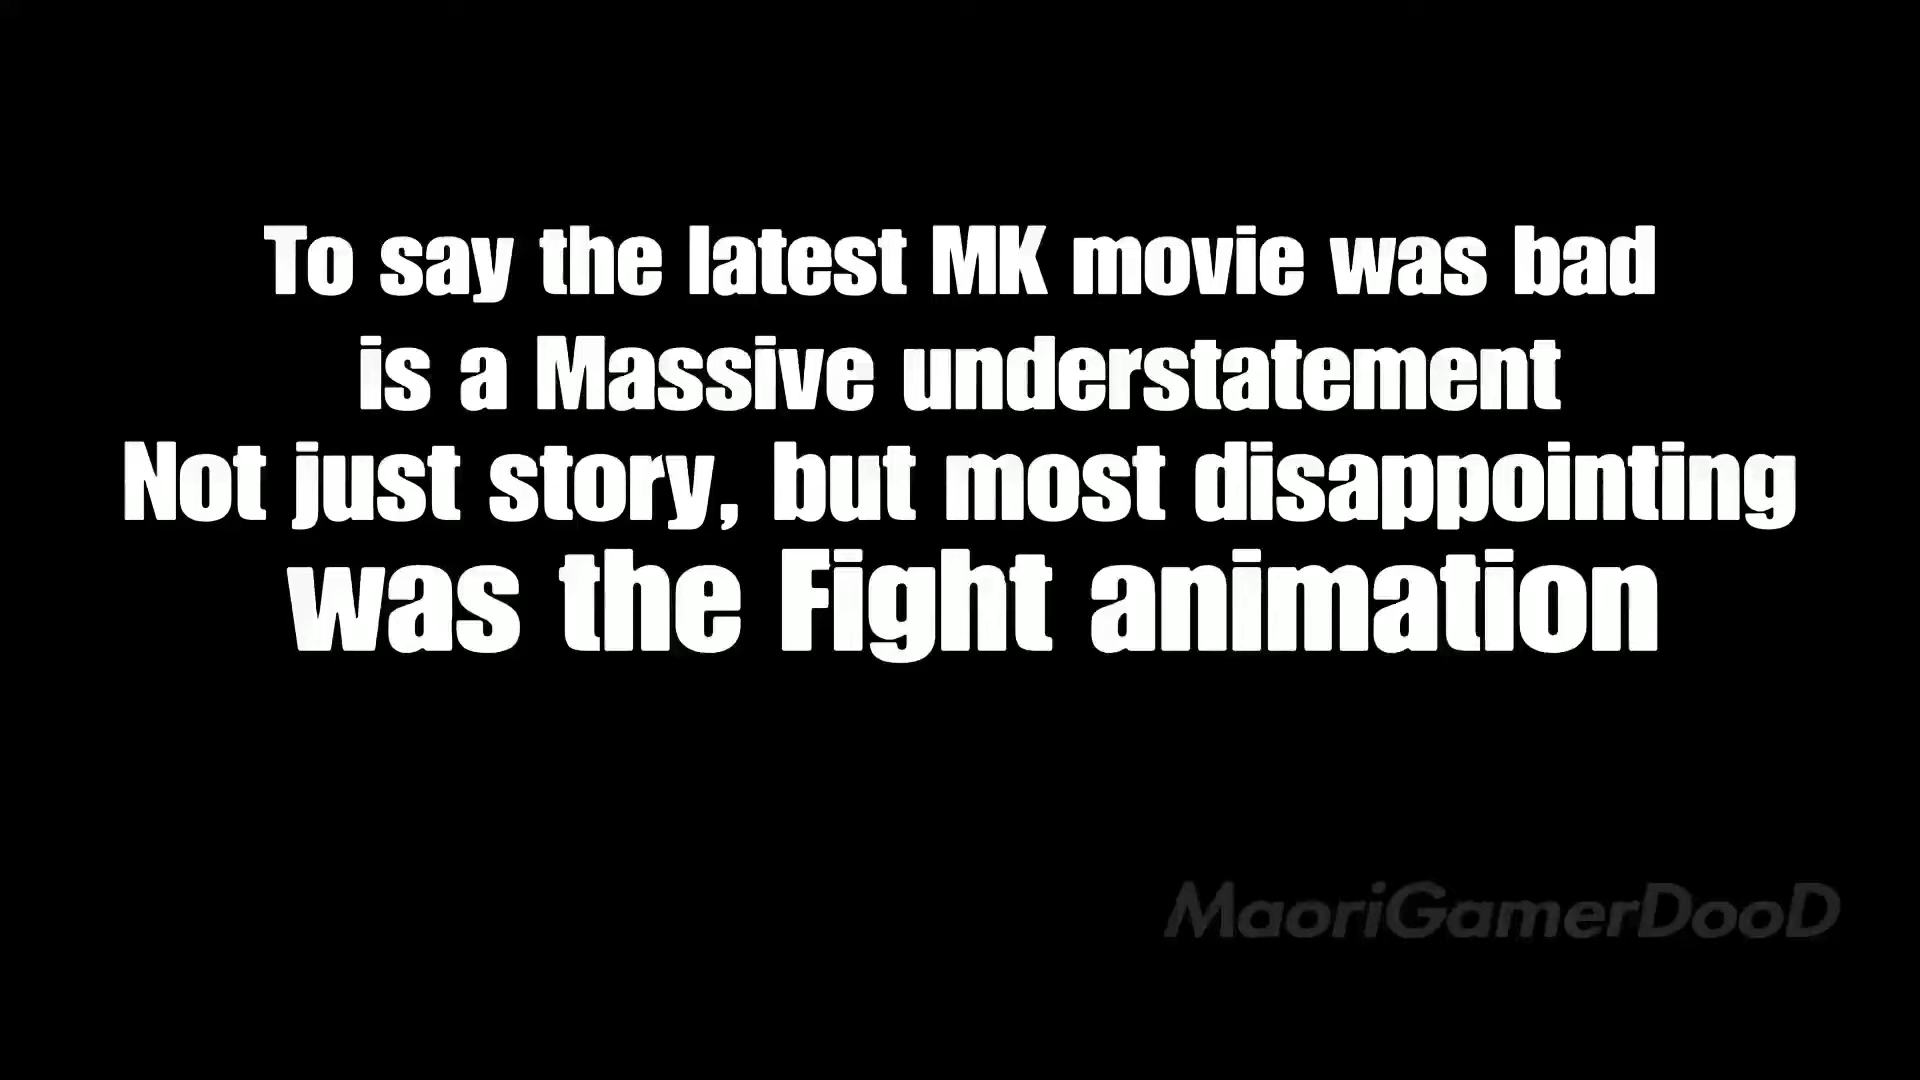 To say the latest MK movie was bad
is a Massive understatement
Not just story, but most disappointing
was the Fight animation
MaoriGamerDooD